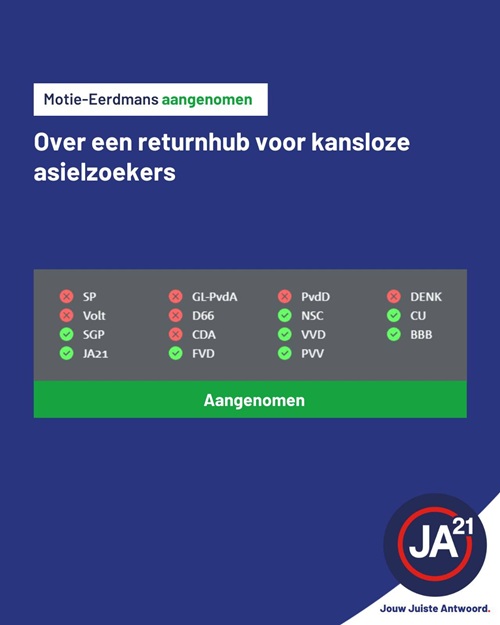 Motie-Eerdmans aangenomen
Over een returnhub voor kansloze
asielzoekers
SP GL-PvdA PvdD DENK
Volt D66 NSC CU
SGP CDA VVD BBB
JA21 FVD PVV
Aangenomen
JA21
Jouw Juiste Antwoord.